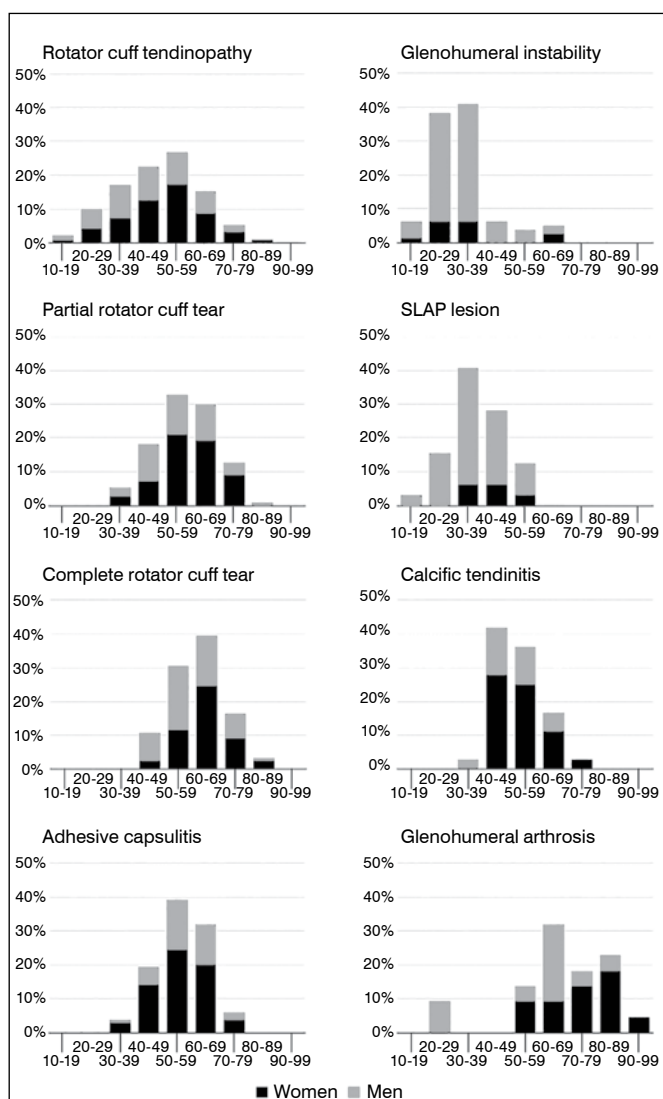 Rotator cuff tendinopathy
50%
40%
30%
20%
10%
0%
20-29 40-49 60-69 80-89
10-19 30-39 50-59 70-79 90-99
Glenohumeral instability
50%
40%
30%
20%
10%
0%
20-29 40-49 60-69 80-89
10-19 30-39 50-59 70-79 90-99
Partial rotator cuff tear
50%
40%
30%
20%
10%
0%
20-29 40-49 60-69 80-89
10-19 30-39 50-59 70-79 90-99
SLAP lesion
50%
40%
30%
20%
10%
0%
20-29 40-49 60-69 80-89
10-19 30-39 50-59 70-79 90-99
Complete rotator cuff tear
50%
40%
30%
20%
10%
0%
20-29 40-49 60-69 80-89
10-19 30-39 50-59 70-79 90-99
Calcific tendinitis
50%
40%
30%
20%
10%
0%
20-29 40-49 60-69 80-89
10-19 30-39 50-59 70-79 90-99
Adhesive capsulitis
50%
40%
30%
20%
10%
0%
20-29 40-49 60-69 80-89
10-19 30-39 50-59 70-79 90-99
Glenohumeral arthrosis
50%
40%
30%
20%
10%
0%
20-29 40-49 60-69 80-89
10-19 30-39 50-59 70-79 90-99
Women Men